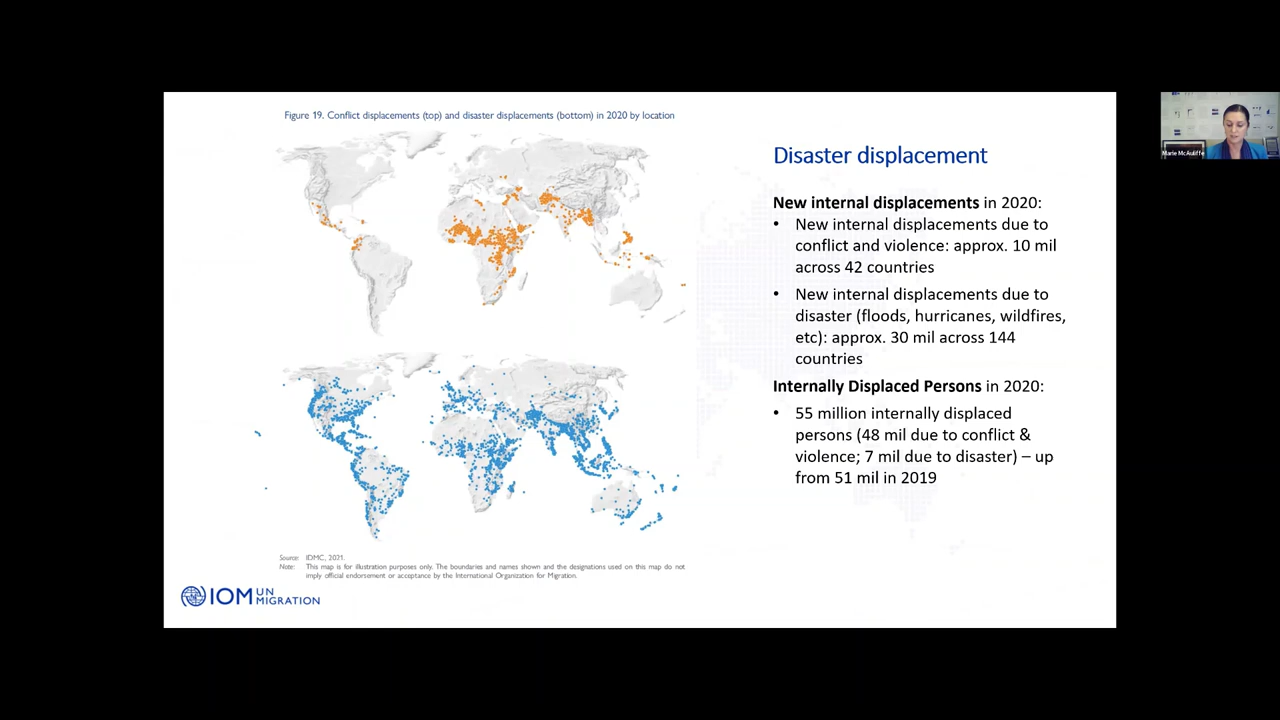 Figure 19. Conflict displacements (top) and disaster displacements (bottom) in 2020 by location
Disaster displacement
New internal displacements in 2020:
• New internal displacements due to
conflict and violence: approx. 10 mil
across 42 countries
• New internal displacements due to
disaster (floods, hurricanes, wildfires,
etc): approx. 30 mil across 144
countries
Internally Displaced Persons in 2020:
• 55 million internally displaced
persons (48 mil due to conflict &
violence; 7 mil due to disaster) – up
from 51 mil in 2019
Source: IDMC, 2021.
Note: This map is for illustration purposes only. The boundaries and names shown and the designations used on this map do not
imply official endorsement or acceptance by the International Organization for Migration.
IOM UN
MIGRATION
Marie McAuliffe